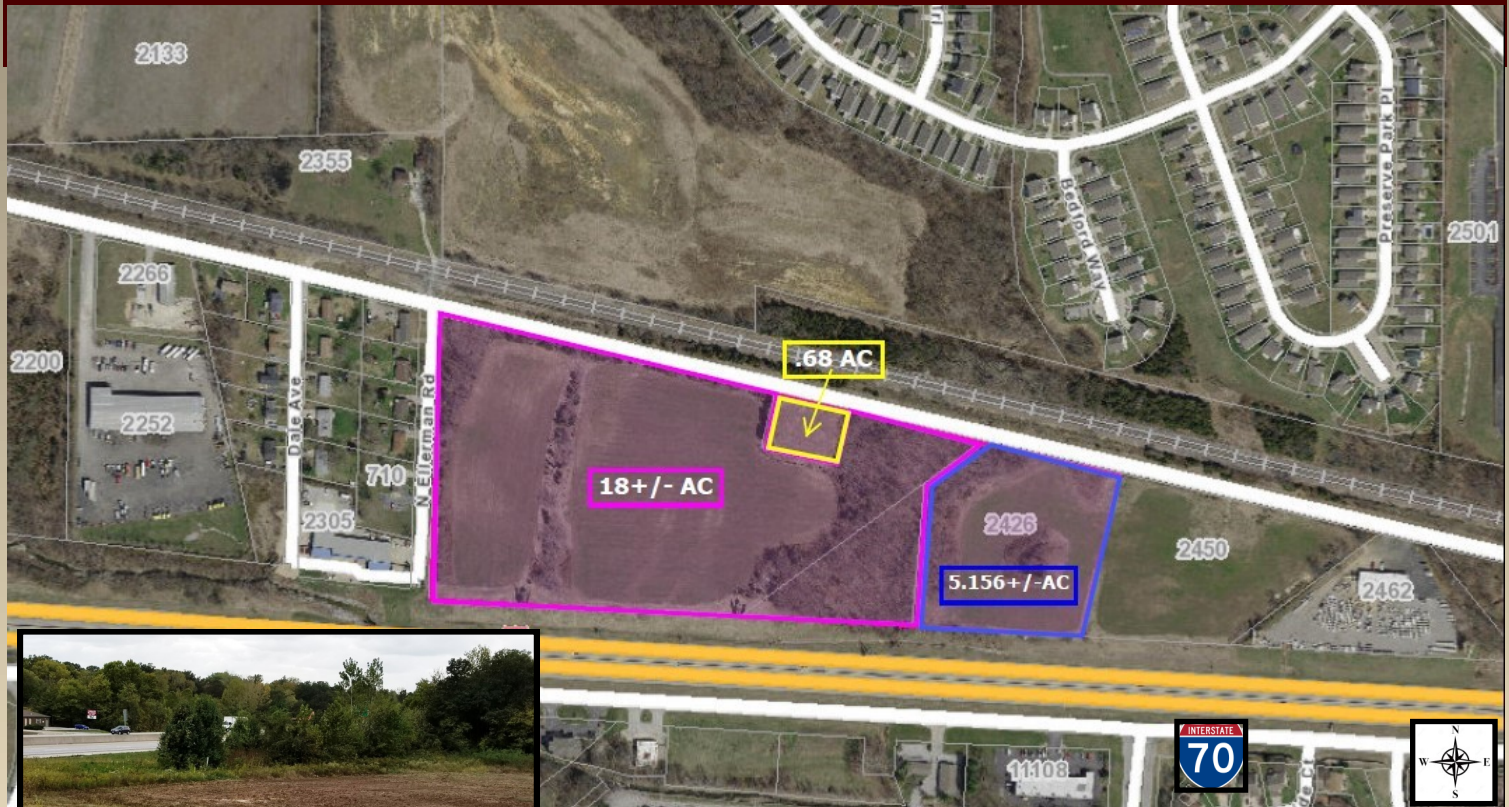 2133
2355
2266
2200
2252
Dale Ave
710
2305
N Ellerman Rd
18+/- AC
.68 AC
2426
5.156+/-AC
2450
2462
Bedford Way
Preserve Park Pl
2501
11108
INTERSTATE
70
N
W E
S